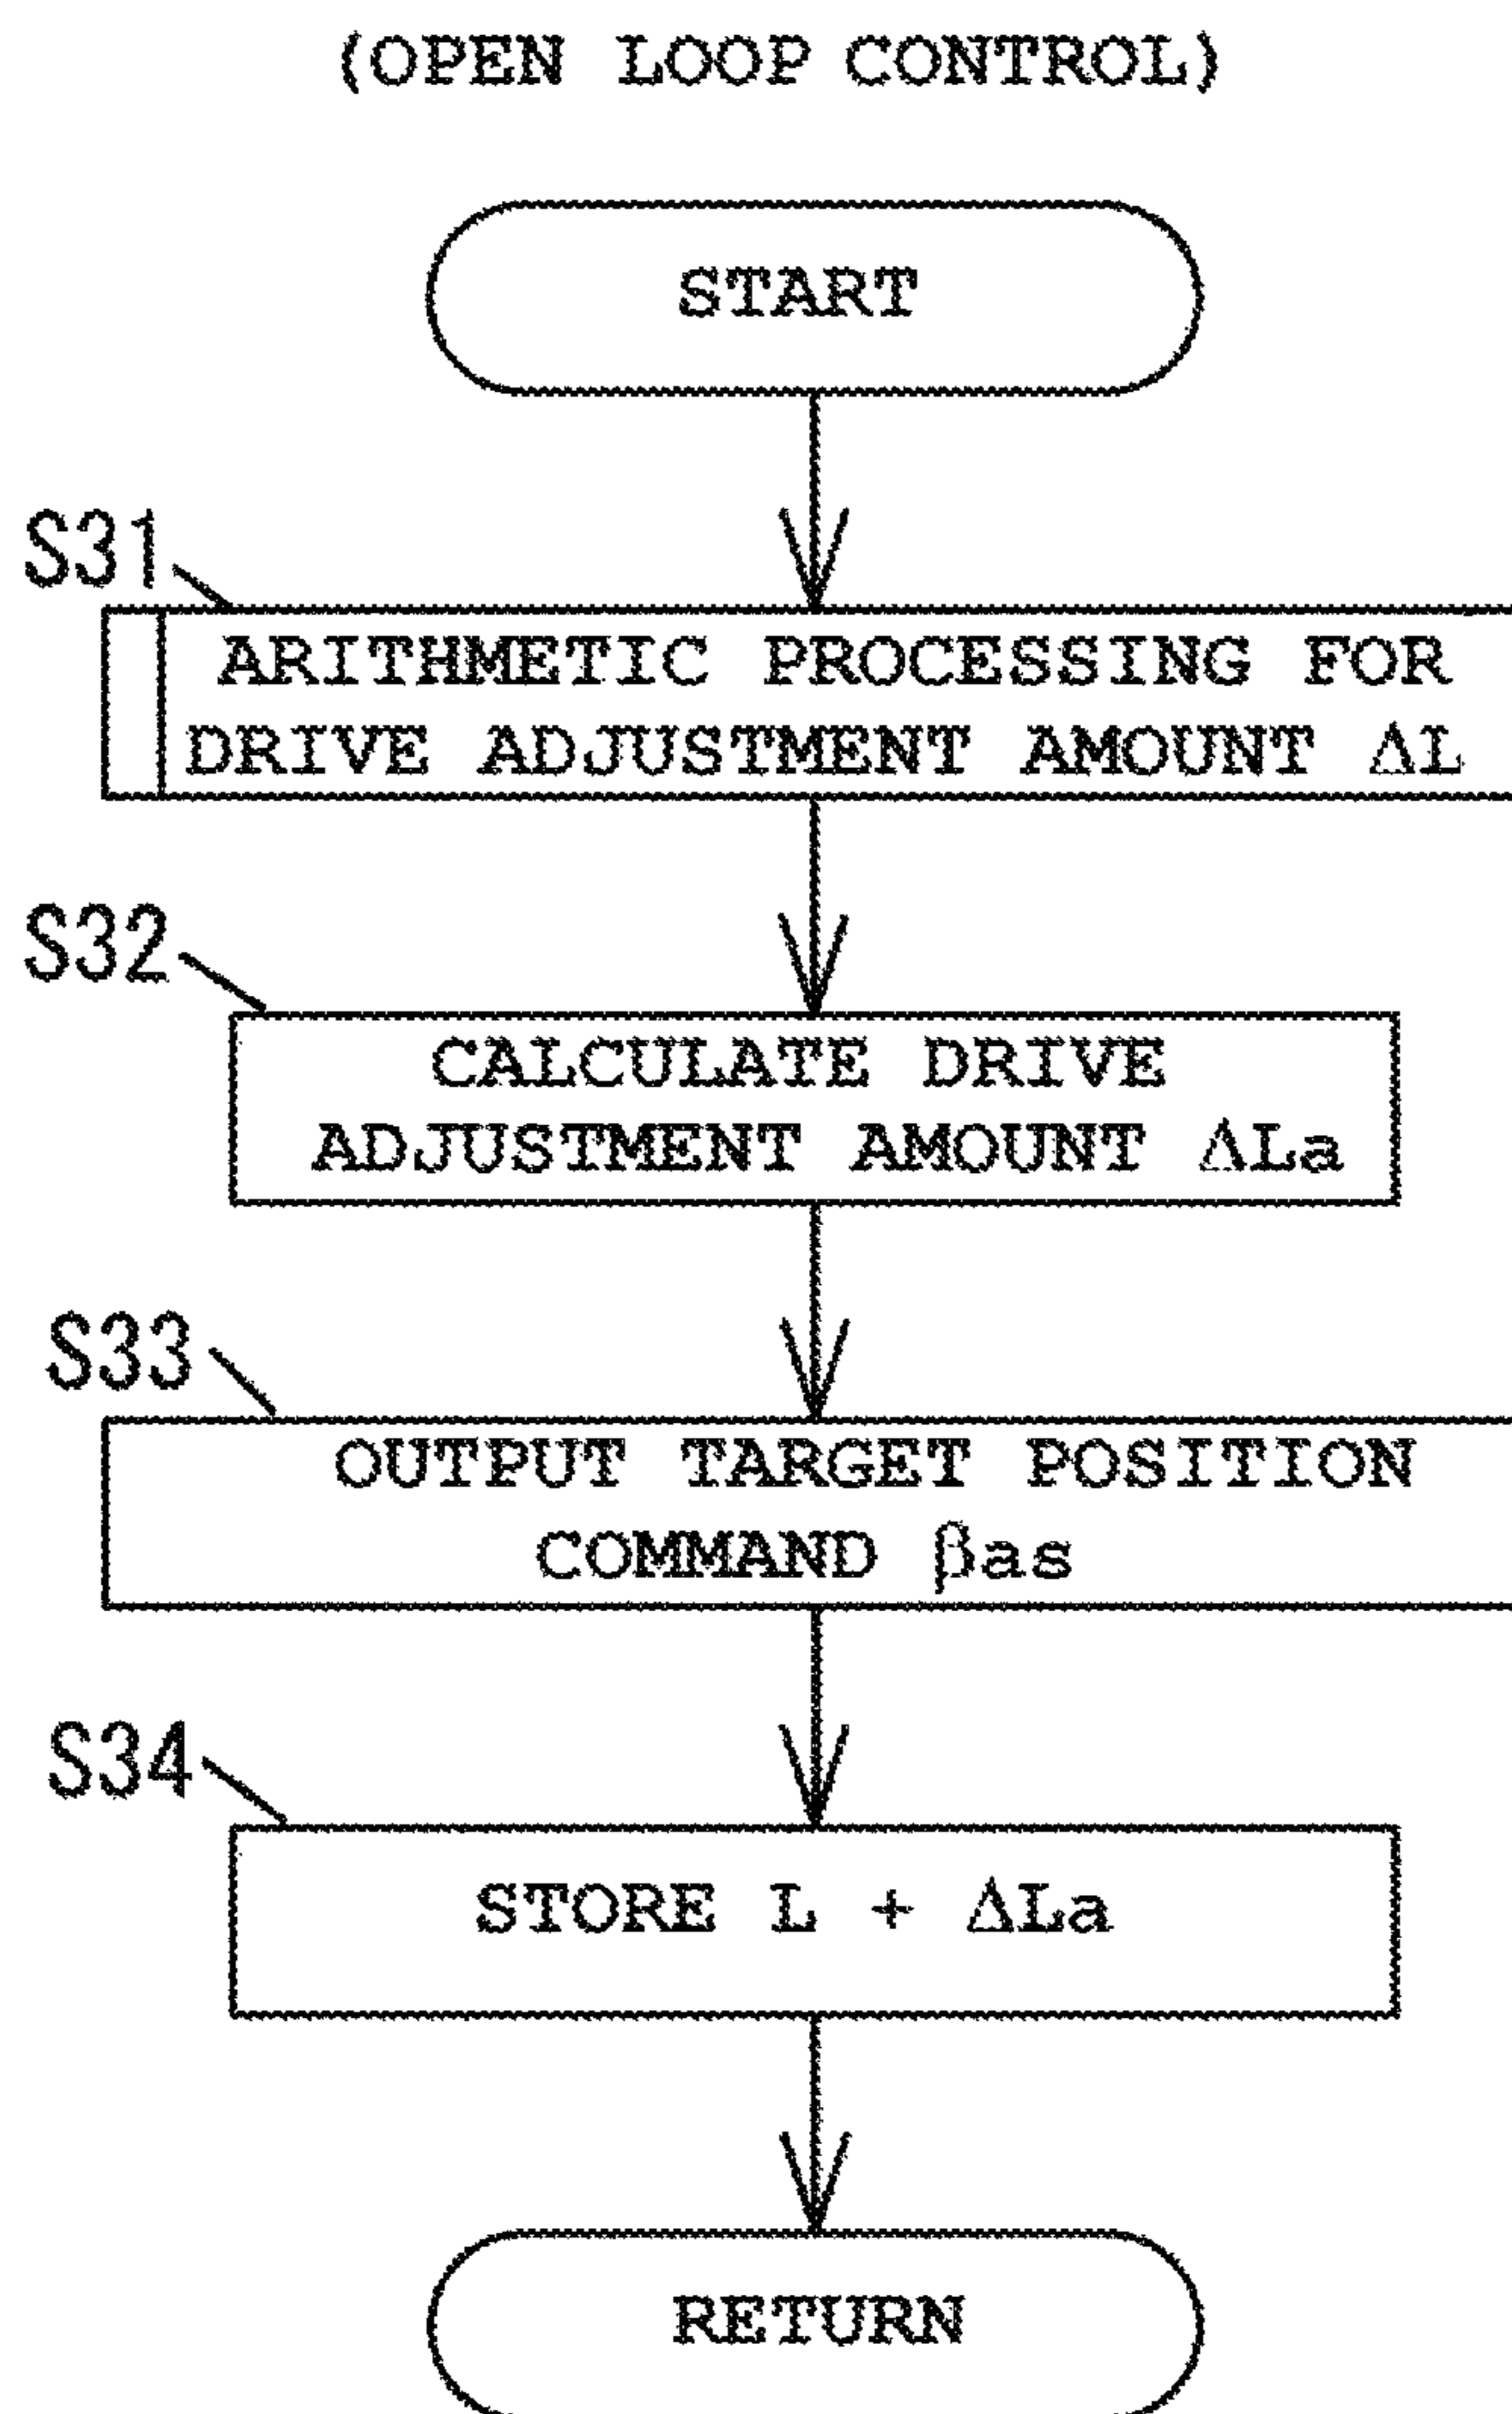 (OPEN LOOP CONTROL)
START
S31
ARITHMETIC PROCESSING FOR
DRIVE ADJUSTMENT AMOUNT ΔL
S32
CALCULATE DRIVE
ADJUSTMENT AMOUNT ΔLa
S33
OUTPUT TARGET POSITION
COMMAND βas
S34
STORE L + ΔLa
RETURN